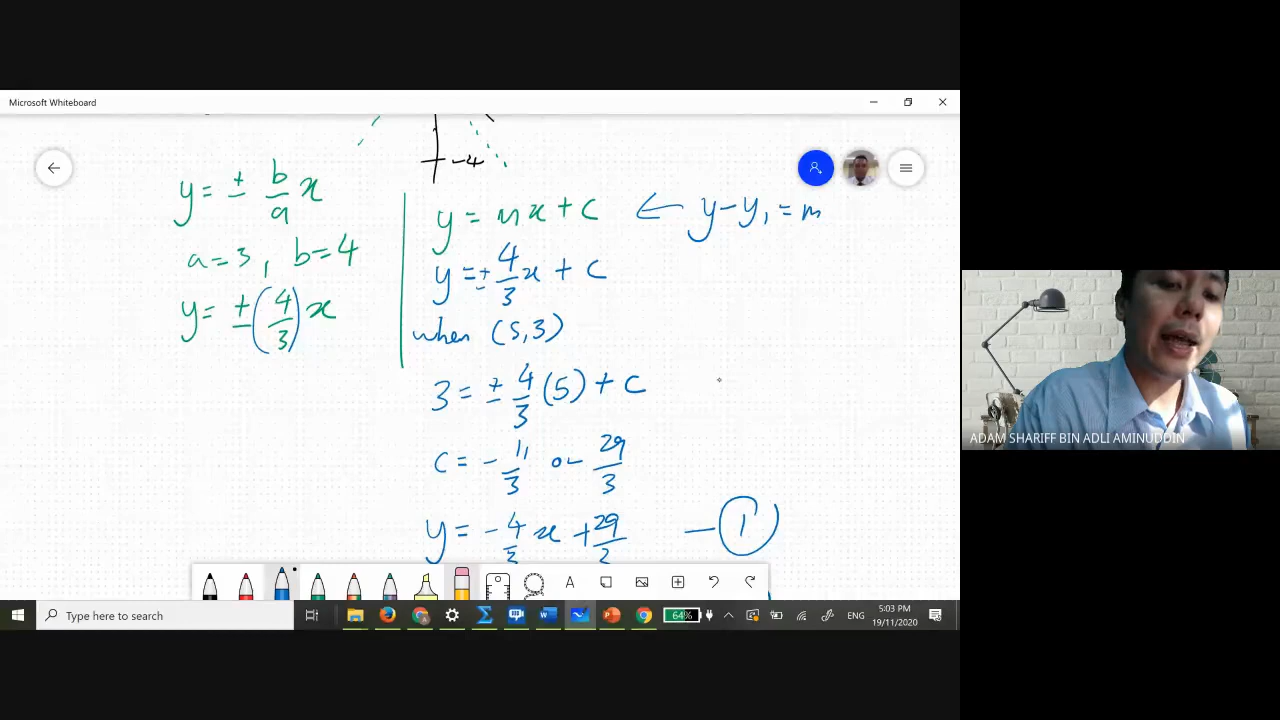 Microsoft Whiteboard
-4
y = ± b/a x
a = 3, b = 4
y = ± (4/3) x
y = mx + c ← y - y₁ = m
y = ± 4/3 x + c
when (5,3)
3 = ± 4/3 (5) + c
c = - 11/3 or 29/3
y = - 4/3 x + 29/3 - ①
A
ADAM SHARIFF BIN ADLI AMINUDDIN
Type here to search
64%
ENG
5:03 PM
19/11/2020